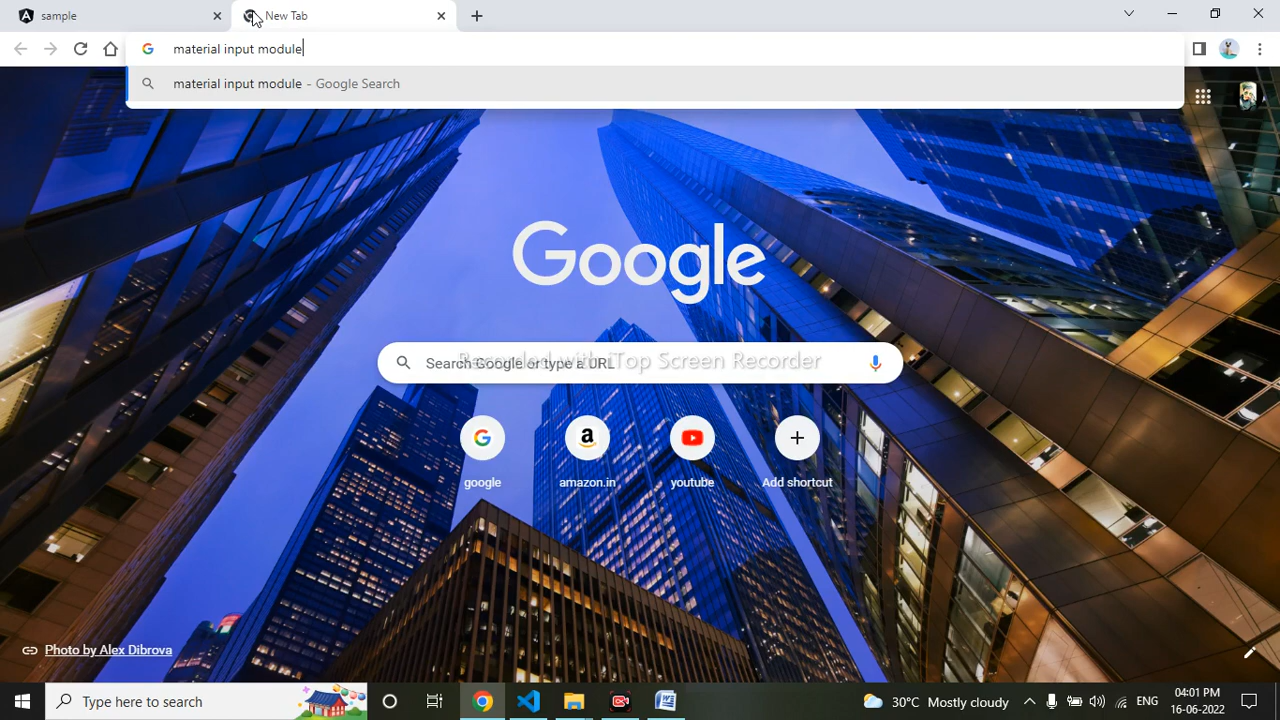 sample
New Tab
material input module
material input module - Google Search
Google
Search Google or type a URL
Recorded with iTop Screen Recorder
google
amazon.in
youtube
Add shortcut
Photo by Alex Dibrova
Type here to search
30°C Mostly cloudy
ENG
04:01 PM
16-06-2022